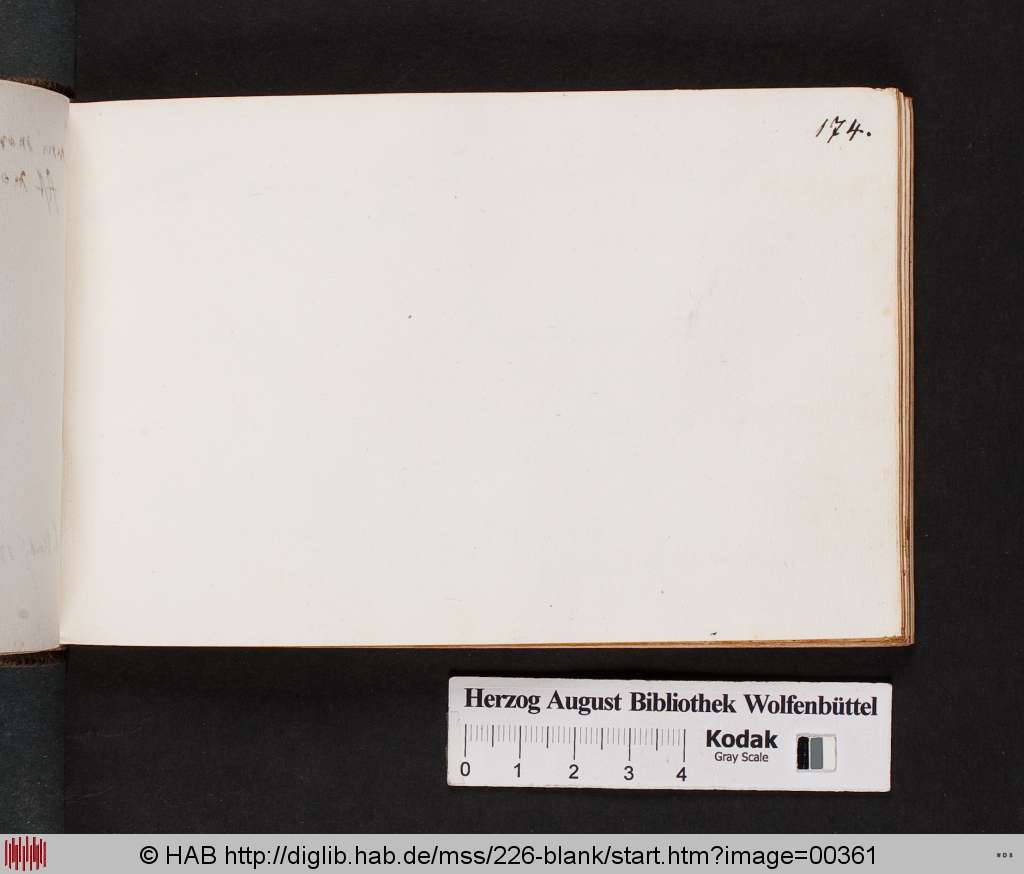 174.
Herzog August Bibliothek Wolfenbüttel
0 1 2 3 4
Kodak
Gray Scale
© HAB http://diglib.hab.de/mss/226-blank/start.htm?image=00361